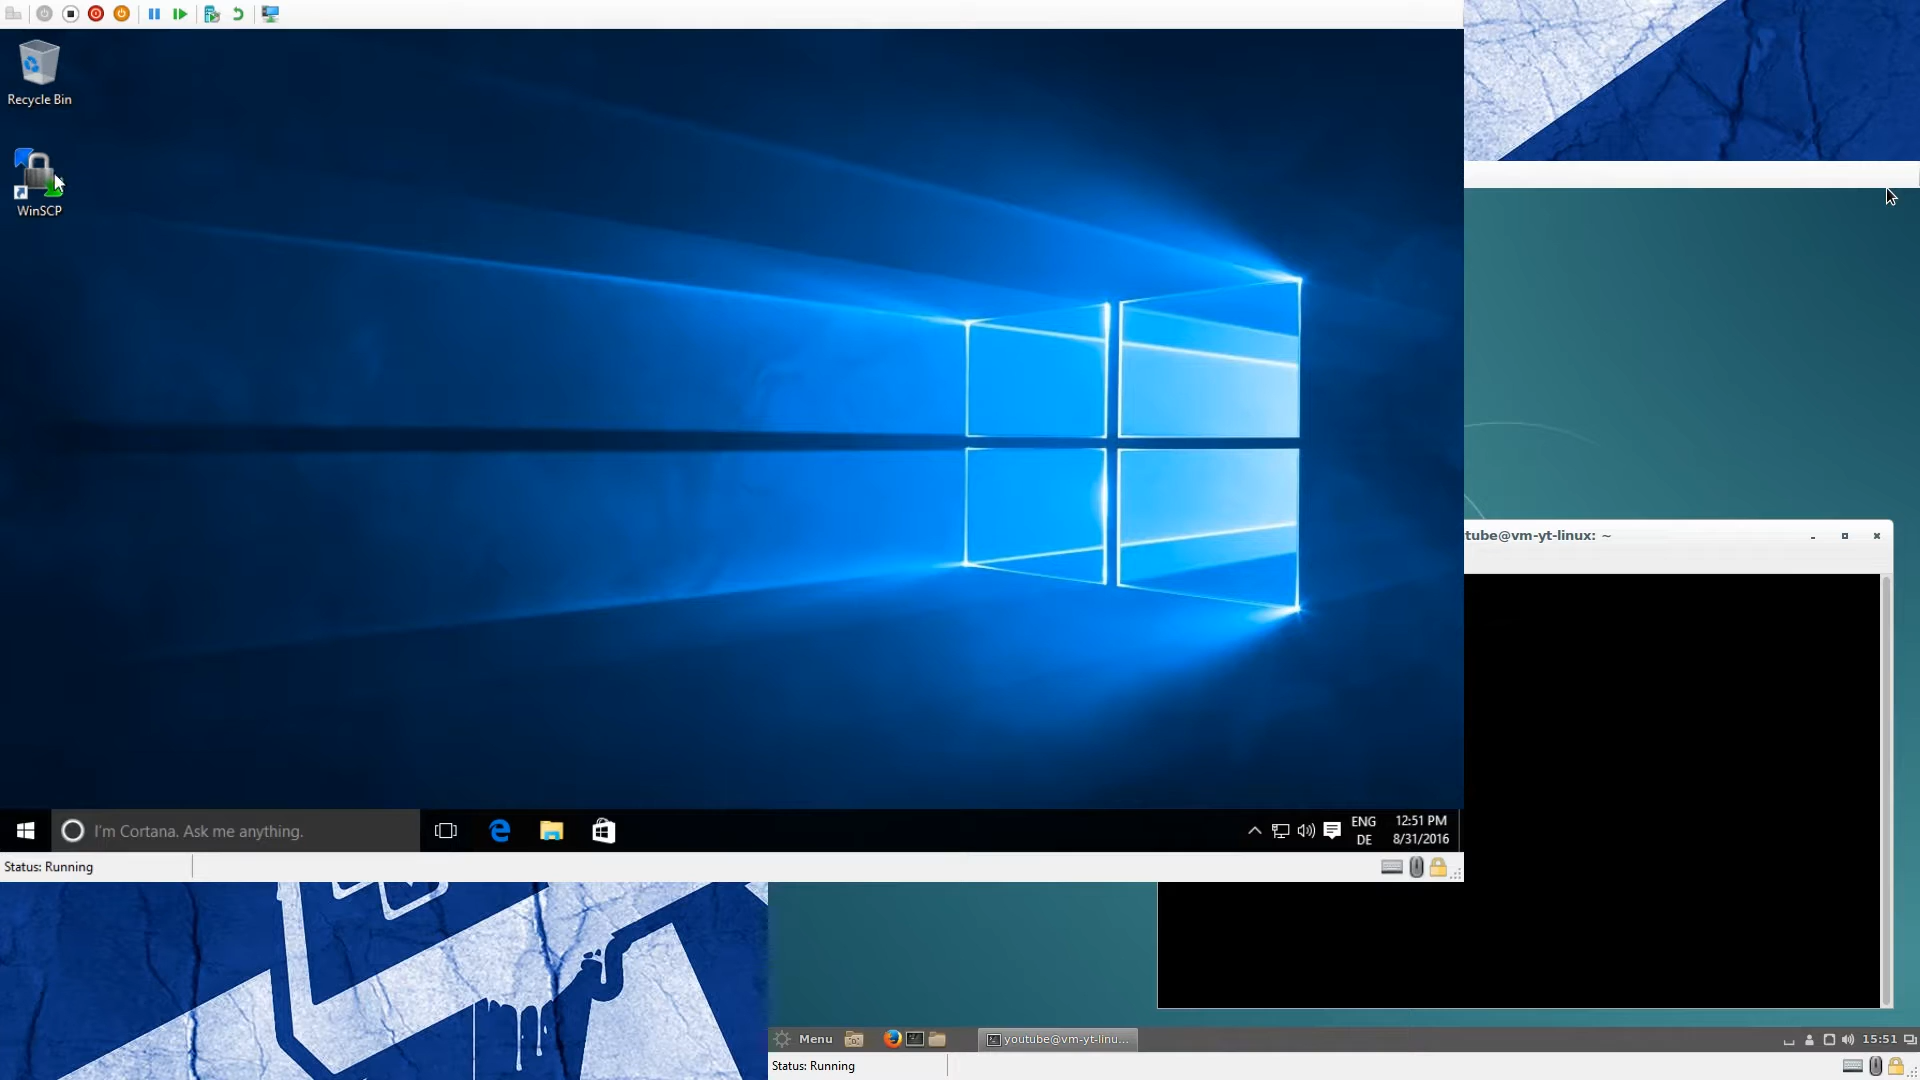 Recycle Bin
WinSCP
tube@vm-yt-linux: ~
I'm Cortana. Ask me anything.
ENG
DE
12:51 PM
8/31/2016
Status: Running
Menu
youtube@vm-yt-linu...
15:51
Status: Running